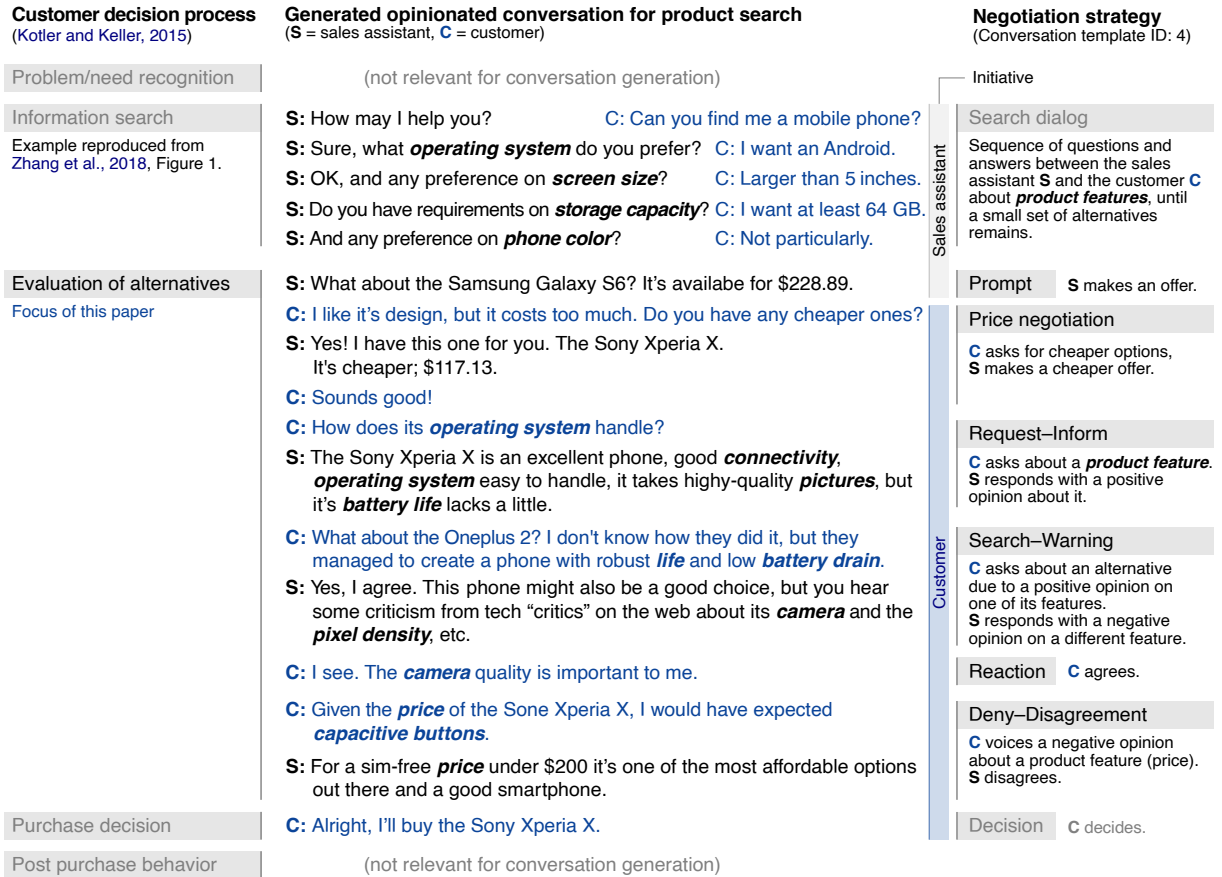 Customer decision process
(Kotler and Keller, 2015)
Generated opinionated conversation for product search
(S = sales assistant, C = customer)
Negotiation strategy
(Conversation template ID: 4)
Problem/need recognition
(not relevant for conversation generation)
Initiative
Information search
Example reproduced from
Zhang et al., 2018, Figure 1.
S: How may I help you? C: Can you find me a mobile phone?
S: Sure, what operating system do you prefer? C: I want an Android.
S: OK, and any preference on screen size? C: Larger than 5 inches.
S: Do you have requirements on storage capacity? C: I want at least 64 GB.
S: And any preference on phone color? C: Not particularly.
Sales assistant
Search dialog
Sequence of questions and
answers between the sales
assistant S and the customer C
about product features, until
a small set of alternatives
remains.
Evaluation of alternatives
Focus of this paper
S: What about the Samsung Galaxy S6? It's availabe for $228.89.
Prompt S makes an offer.
C: I like it's design, but it costs too much. Do you have any cheaper ones?
S: Yes! I have this one for you. The Sony Xperia X.
It's cheaper; $117.13.
C: Sounds good!
Price negotiation
C asks for cheaper options,
S makes a cheaper offer.
C: How does its operating system handle?
S: The Sony Xperia X is an excellent phone, good connectivity,
operating system easy to handle, it takes highy-quality pictures, but
it's battery life lacks a little.
Request–Inform
C asks about a product feature.
S responds with a positive
opinion about it.
C: What about the Oneplus 2? I don't know how they did it, but they
managed to create a phone with robust life and low battery drain.
S: Yes, I agree. This phone might also be a good choice, but you hear
some criticism from tech “critics” on the web about its camera and the
pixel density, etc.
Customer
Search–Warning
C asks about an alternative
due to a positive opinion on
one of its features.
S responds with a negative
opinion on a different feature.
C: I see. The camera quality is important to me.
Reaction C agrees.
C: Given the price of the Sone Xperia X, I would have expected
capacitive buttons.
S: For a sim-free price under $200 it's one of the most affordable options
out there and a good smartphone.
Deny–Disagreement
C voices a negative opinion
about a product feature (price).
S disagrees.
Purchase decision
C: Alright, I'll buy the Sony Xperia X.
Decision C decides.
Post purchase behavior
(not relevant for conversation generation)